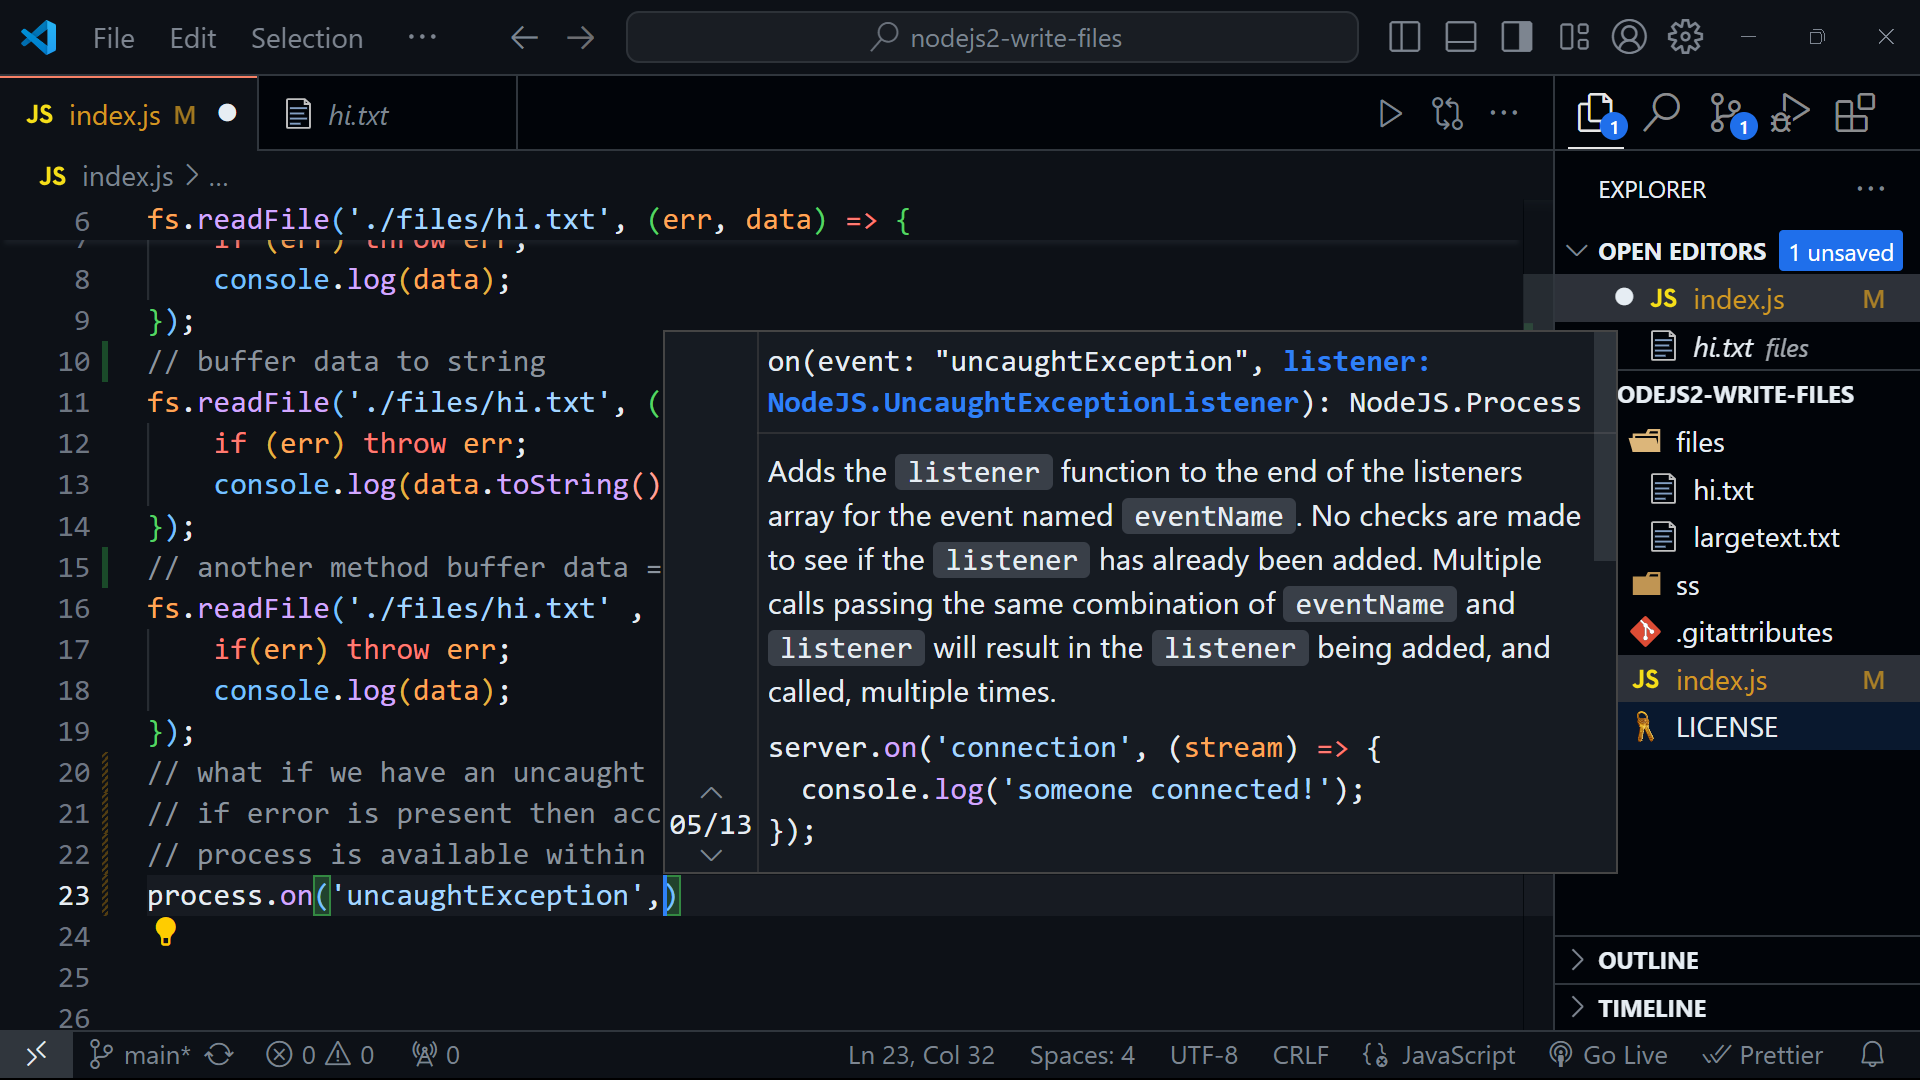 File Edit Selection ···
nodejs2-write-files
JS index.js M
hi.txt
JS index.js > ...
6 fs.readFile('./files/hi.txt', (err, data) => {
7 if (err) throw err;
8 console.log(data);
9 });
10 // buffer data to string
11 fs.readFile('./files/hi.txt', (
12 if (err) throw err;
13 console.log(data.toString()
14 });
15 // another method buffer data =
16 fs.readFile('./files/hi.txt' ,
17 if(err) throw err;
18 console.log(data);
19 });
20 // what if we have an uncaught
21 // if error is present then acc
22 // process is available within
23 process.on('uncaughtException',)
24
25
26
on(event: "uncaughtException", listener:
NodeJS.UncaughtExceptionListener): NodeJS.Process
Adds the listener function to the end of the listeners
array for the event named eventName. No checks are made
to see if the listener has already been added. Multiple
calls passing the same combination of eventName and
listener will result in the listener being added, and
called, multiple times.
server.on('connection', (stream) => {
console.log('someone connected!');
});
05/13
1
1
EXPLORER ···
OPEN EDITORS 1 unsaved
JS index.js M
hi.txt files
ODEJS2-WRITE-FILES
files
hi.txt
largetext.txt
ss
.gitattributes
JS index.js M
LICENSE
OUTLINE
TIMELINE
main* 0 0 0 Ln 23, Col 32 Spaces: 4 UTF-8 CRLF JavaScript Go Live Prettier